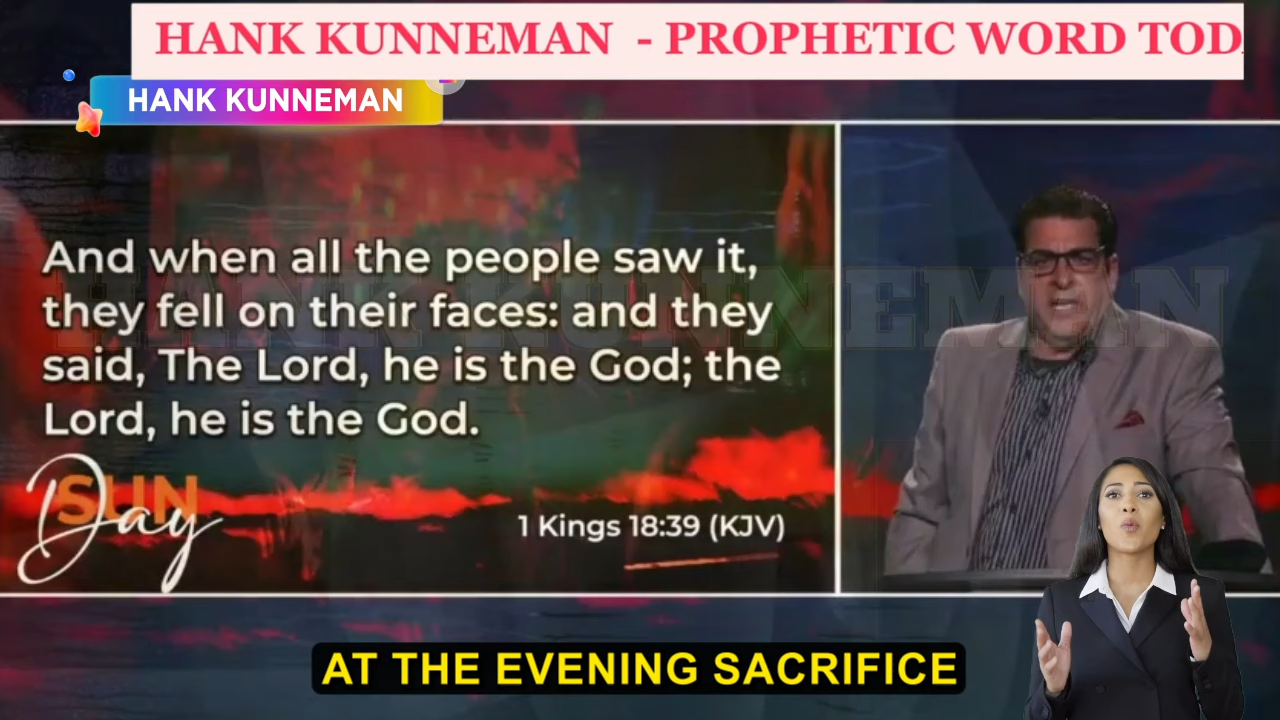 HANK KUNNEMAN - PROPHETIC WORD TOD
HANK KUNNEMAN
And when all the people saw it,
they fell on their faces: and they
said, The Lord, he is the God; the
Lord, he is the God.
HANK KUNNEMAN
SUN
Day
1 Kings 18:39 (KJV)
AT THE EVENING SACRIFICE